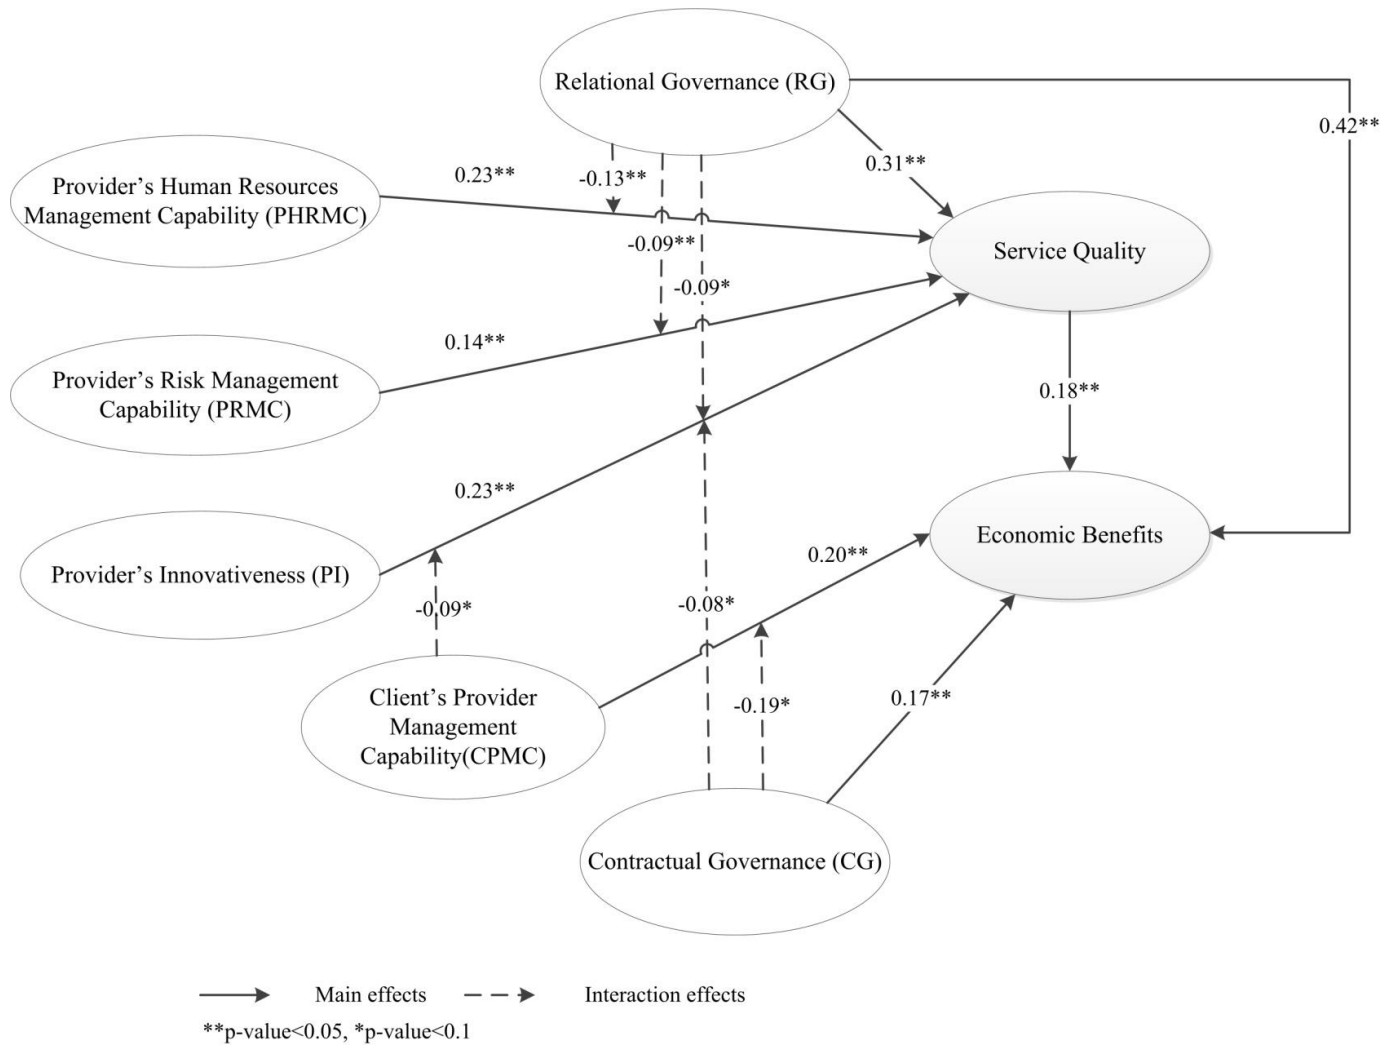 Relational Governance (RG)
0.42**
0.31**
Provider’s Human Resources
Management Capability (PHRMC)
0.23**
-0.13**
-0.09**
-0.09*
Service Quality
Provider’s Risk Management
Capability (PRMC)
0.14**
0.18**
Provider’s Innovativeness (PI)
0.23**
-0.09*
Economic Benefits
0.20**
-0.08*
Client’s Provider
Management
Capability(CPMC)
-0.19*
0.17**
Contractual Governance (CG)
Main effects
Interaction effects
**p-value<0.05, *p-value<0.1